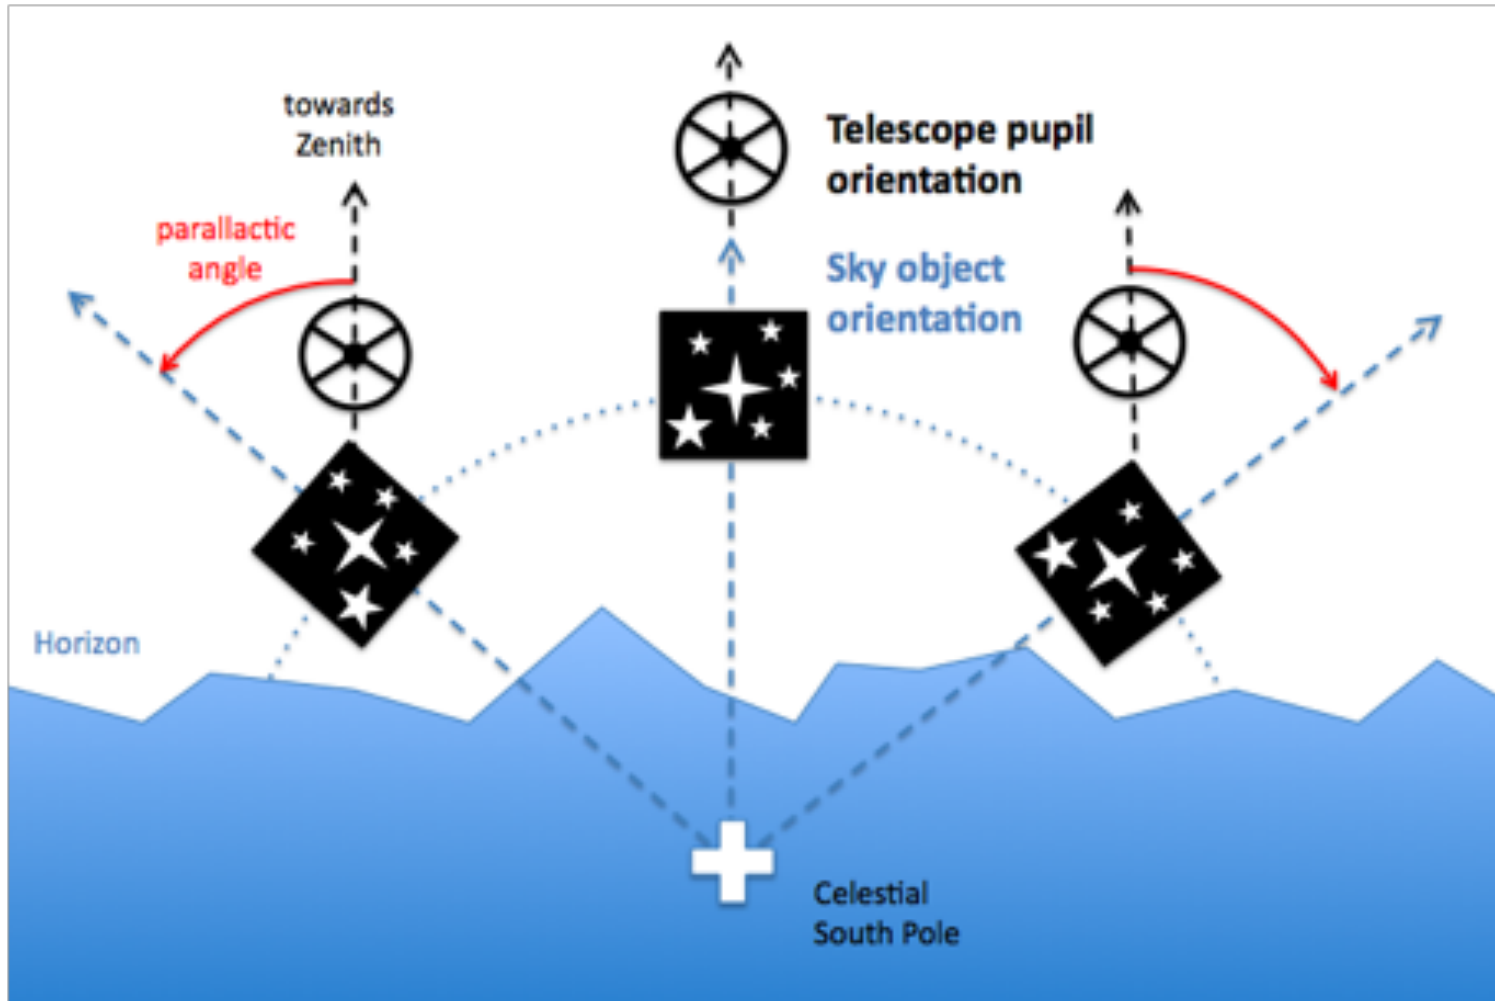 towards
Zenith
parallactic
angle
Telescope pupil
orientation
Sky object
orientation
Horizon
Celestial
South Pole